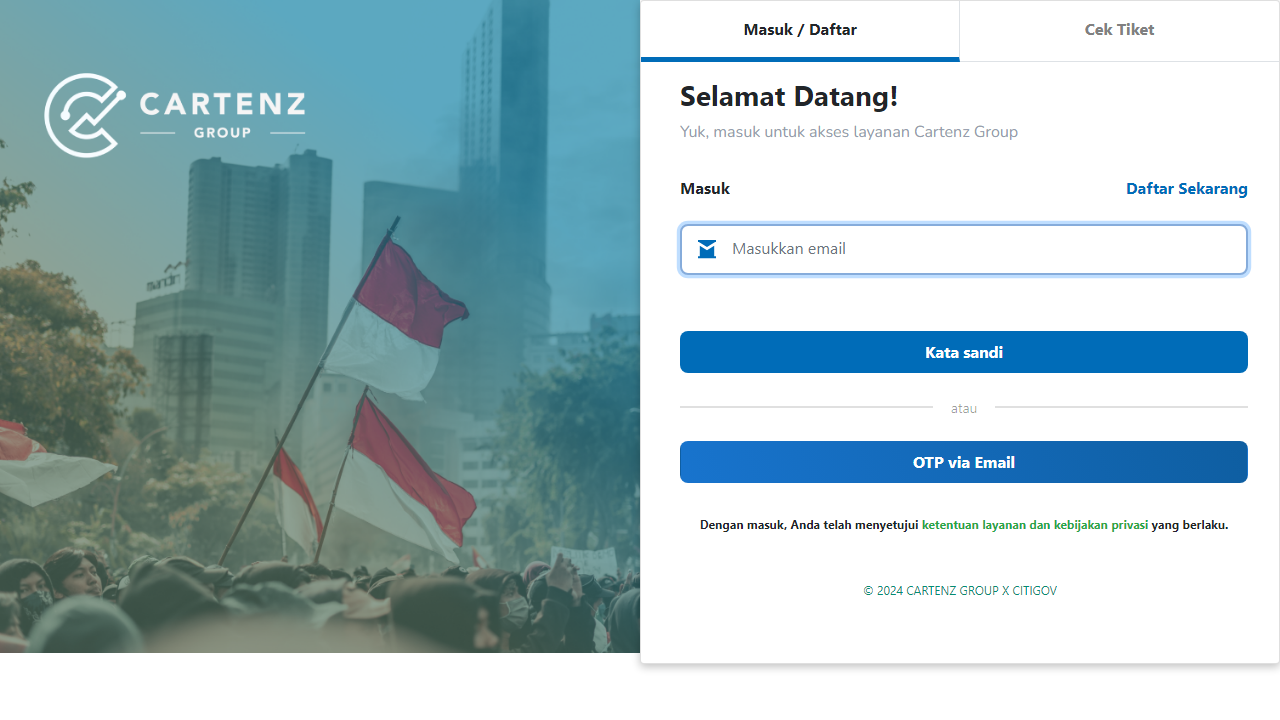 CARTENZ
GROUP
mandiri
Masuk / Daftar
Cek Tiket
Selamat Datang!
Yuk, masuk untuk akses layanan Cartenz Group
Masuk
Daftar Sekarang
Masukkan email
Kata sandi
atau
OTP via Email
Dengan masuk, Anda telah menyetujui ketentuan layanan dan kebijakan privasi yang berlaku.
© 2024 CARTENZ GROUP X CITIGOV